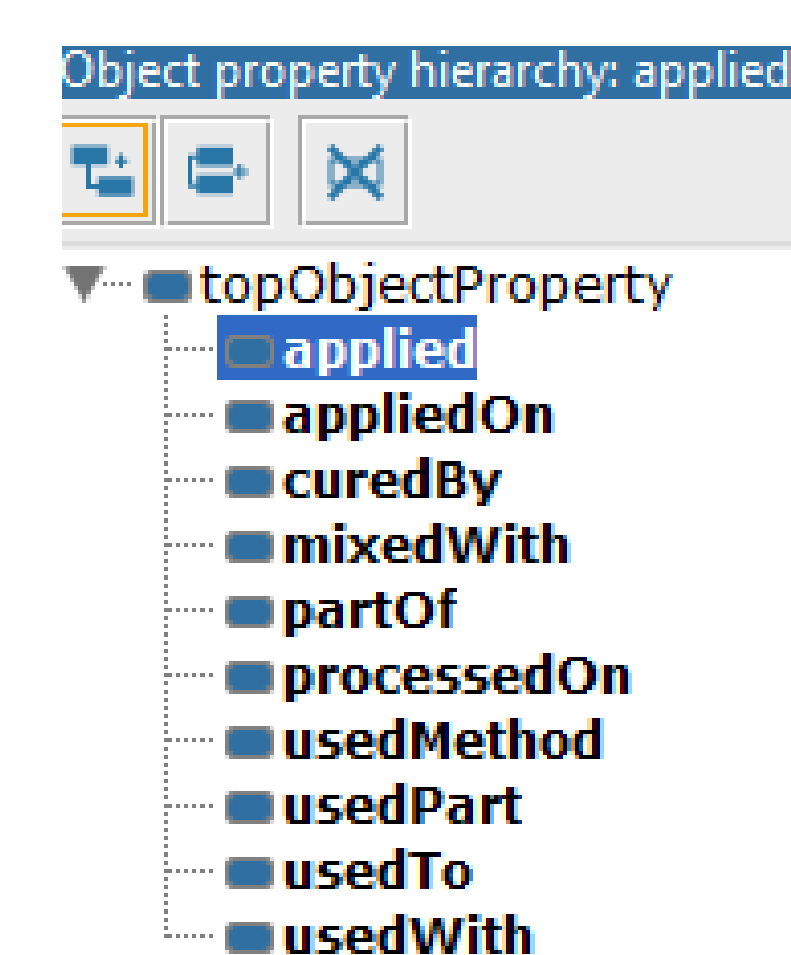 Object property hierarchy: applied
topObjectProperty
applied
appliedOn
curedBy
mixedWith
partOf
processedOn
usedMethod
usedPart
usedTo
usedWith